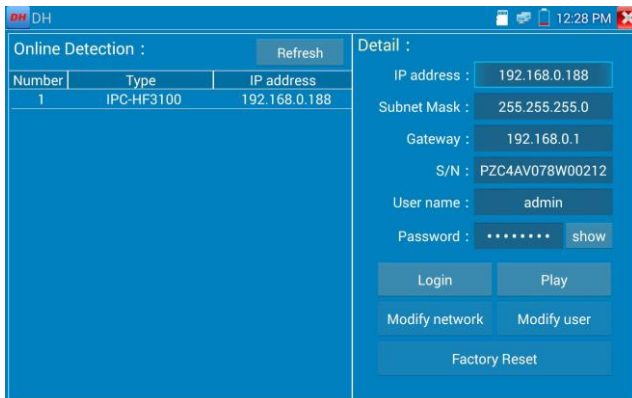 DH DH 12:28 PM
Online Detection : Refresh
Number Type IP address
1 IPC-HF3100 192.168.0.188
Detail :
IP address : 192.168.0.188
Subnet Mask : 255.255.255.0
Gateway : 192.168.0.1
S/N : PZC4AV078W00212
User name : admin
Password : •••••••• show
Login Play
Modify network Modify user
Factory Reset